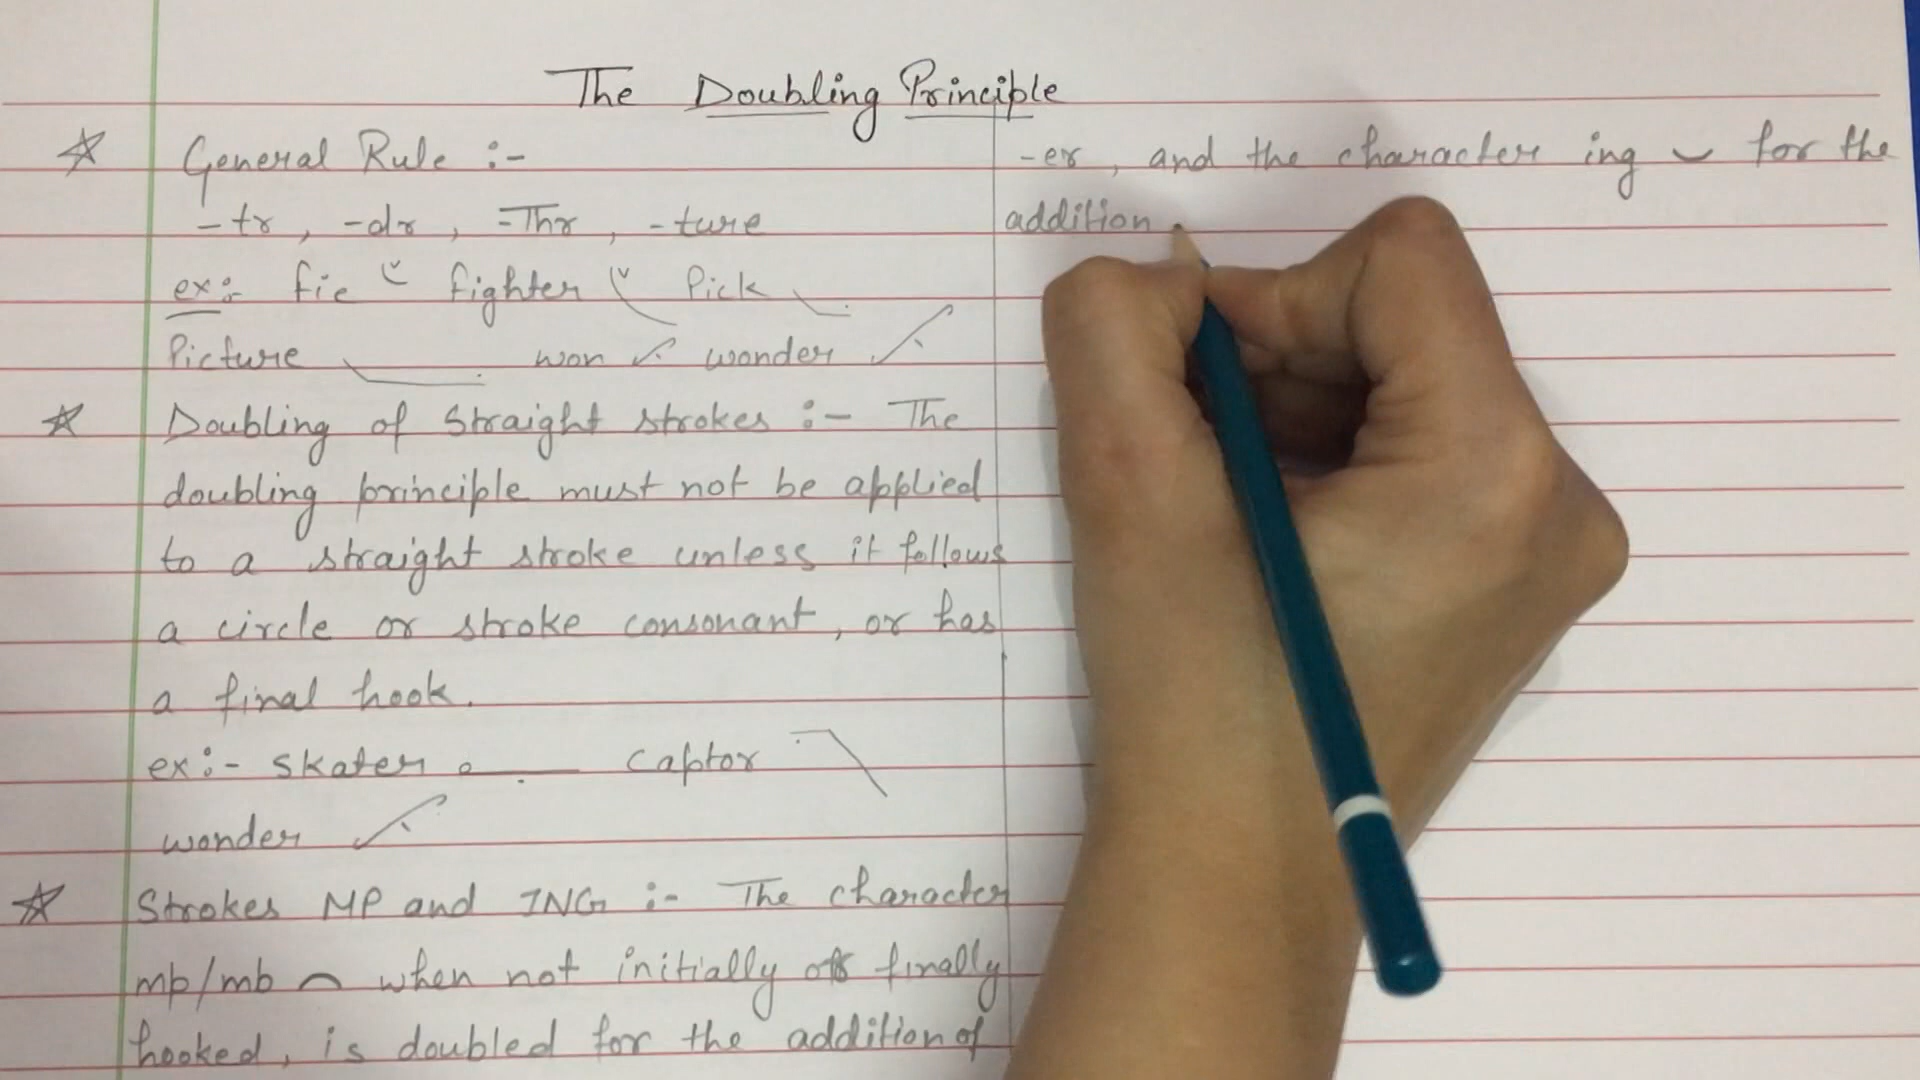 The Doubling Principle
General Rule :-
-tr, -dr, -Thr, -ture
ex:- fie fighter Pick
Picture won wonder
Doubling of Straight strokes :- The
doubling principle must not be applied
to a straight stroke unless it follows
a circle or stroke consonant, or has
a final hook.
ex:- skater captor
wonder
Strokes MP and ING :- The character
mp/mb when not initially or finally
hooked, is doubled for the addition of
-er, and the character ing for the
addition